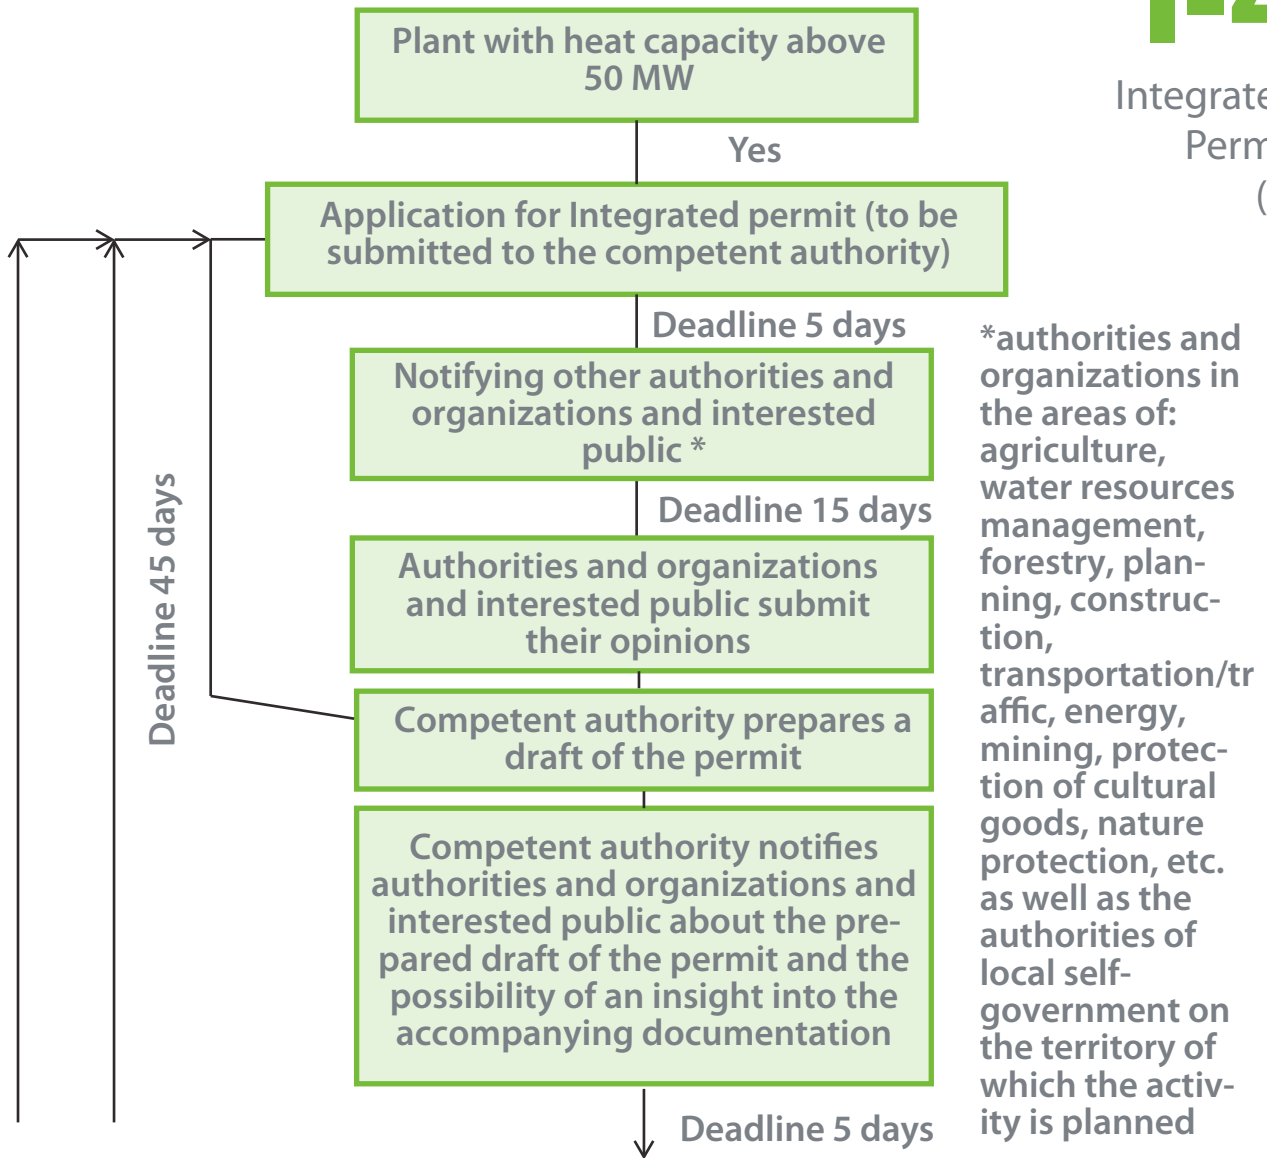 Plant with heat capacity above
50 MW
Yes
Application for Integrated permit (to be
submitted to the competent authority)
Deadline 5 days
Notifying other authorities and
organizations and interested
public *
Deadline 15 days
Authorities and organizations
and interested public submit
their opinions
Deadline 45 days
Competent authority prepares a
draft of the permit
Competent authority notifies
authorities and organizations and
interested public about the pre-
pared draft of the permit and the
possibility of an insight into the
accompanying documentation
Deadline 5 days
*authorities and
organizations in
the areas of:
agriculture,
water resources
management,
forestry, plan-
ning, construc-
tion,
transportation/tr
affic, energy,
mining, protec-
tion of cultural
goods, nature
protection, etc.
as well as the
authorities of
local self-
government on
the territory of
which the activ-
ity is planned
Integrate
Perm
(